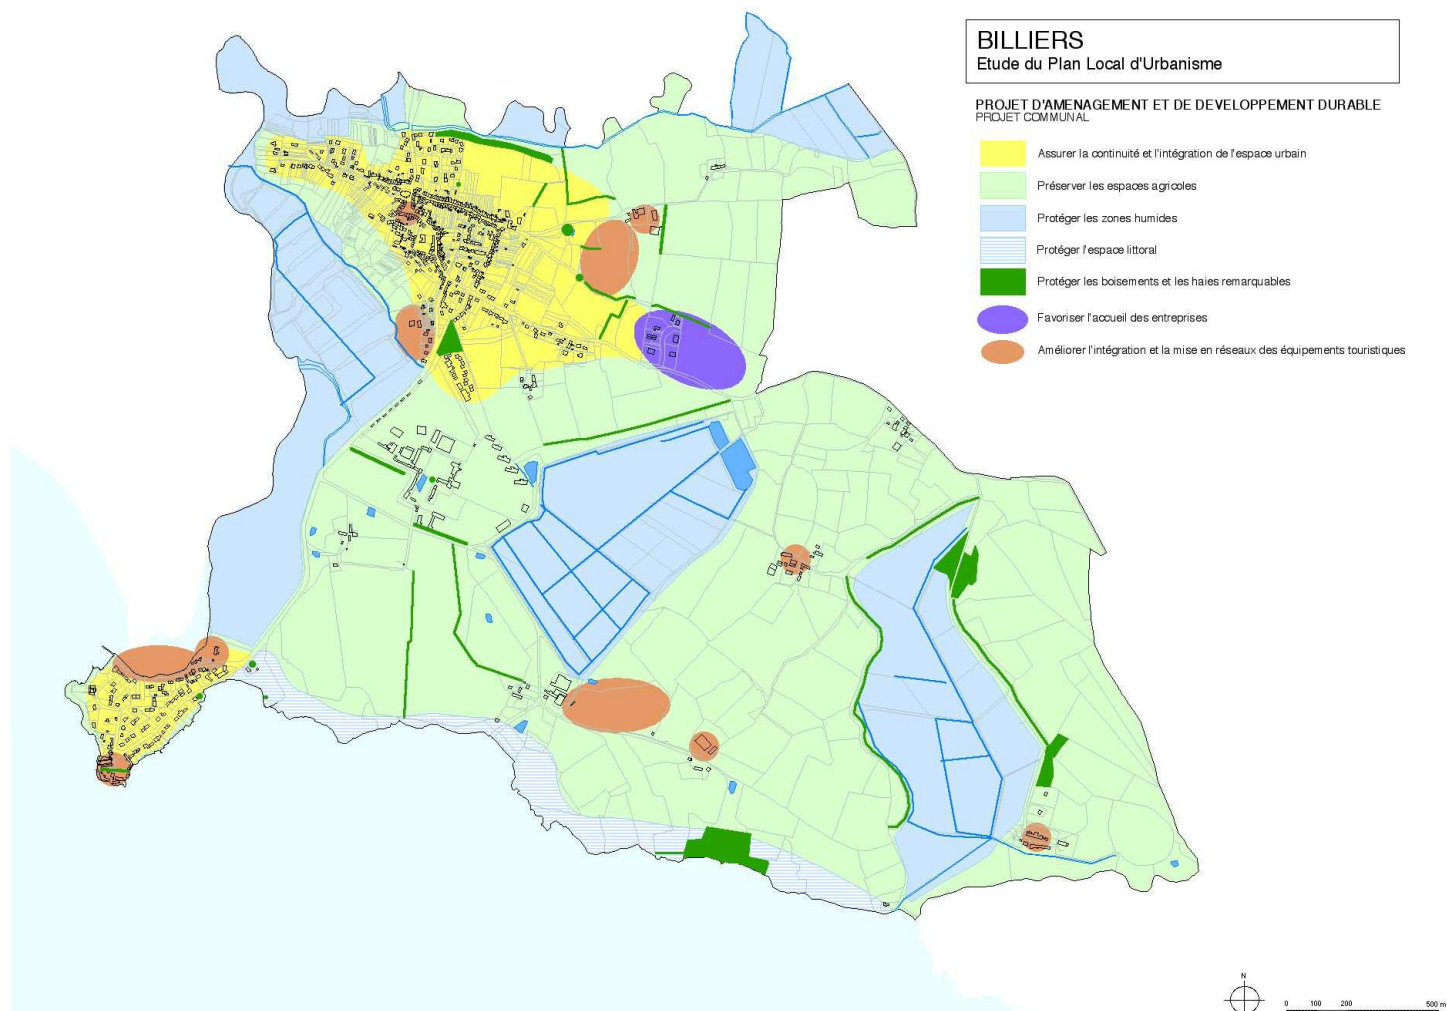 BILLIERS
Etude du Plan Local d'Urbanisme
PROJET D'AMENAGEMENT ET DE DEVELOPPEMENT DURABLE
PROJET COMMUNAL
Assurer la continuité et l'intégration de l'espace urbain
Préserver les espaces agricoles
Protéger les zones humides
Protéger l'espace littoral
Protéger les boisements et les haies remarquables
Favoriser l'accueil des entreprises
Améliorer l'intégration et la mise en réseaux des équipements touristiques
N
0 100 200 500 m